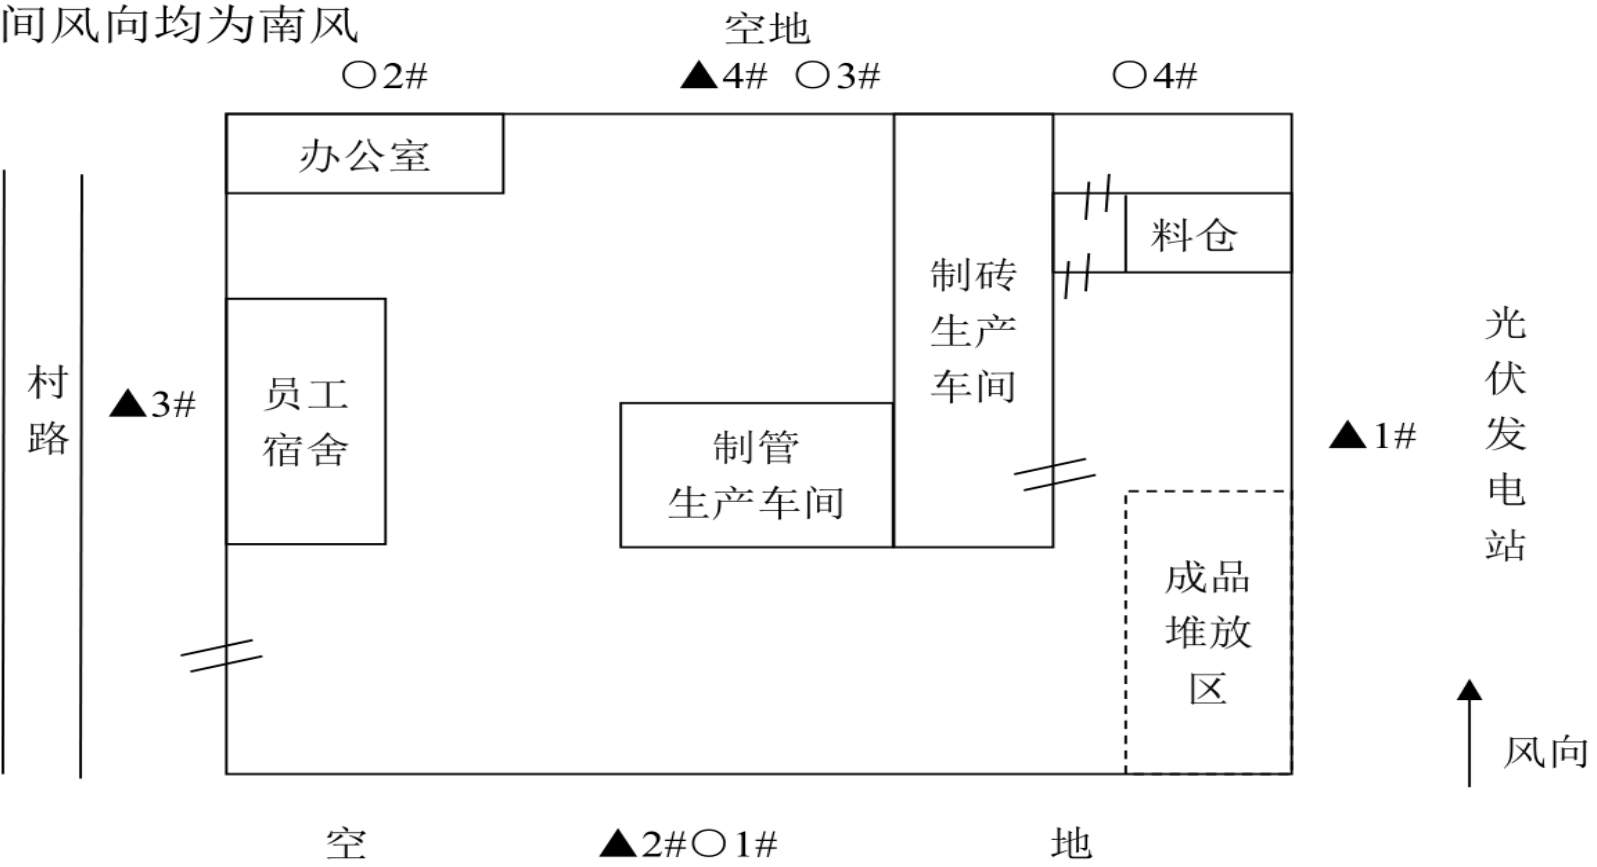 间风向均为南风
空地
○2# ▲4# ○3# ○4#
办公室
料仓
制砖
生产
车间
光
伏
发
电
站
村
路
▲3#
员工
宿舍
制管
生产车间
▲1#
成品
堆放
区
风向
空 ▲2#○1# 地